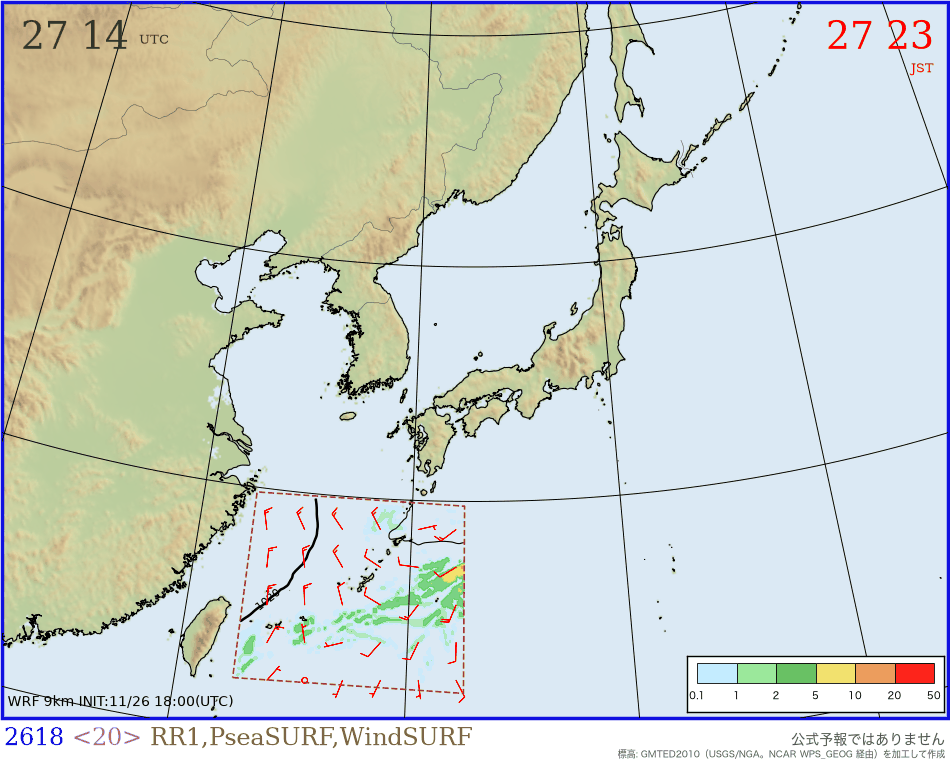 27 14 UTC
27 23
JST
1020
WRF 9km INIT:11/26 18:00(UTC)
0.1 1 2 5 10 20 50
2618 <20> RR1,PseaSURF,WindSURF
公式予報ではありません
標高: GMTED2010（USGS/NGA。NCAR WPS_GEOG 経由）を加工して作成